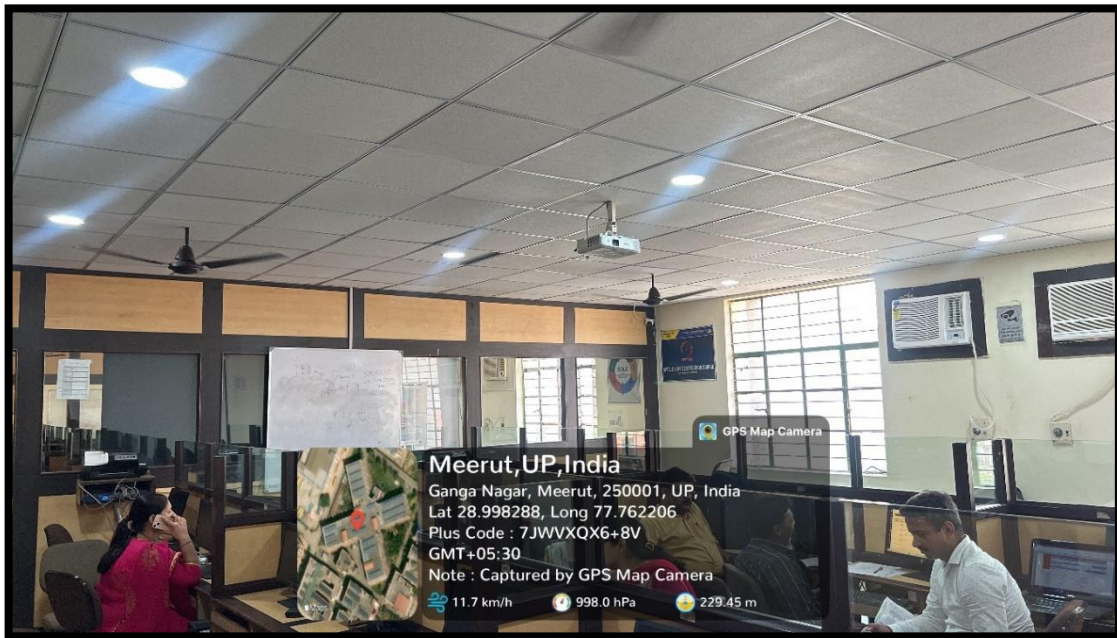 GPS Map Camera
Meerut,UP,India
Ganga Nagar, Meerut, 250001, UP, India
Lat 28.998288, Long 77.762206
Plus Code : 7JWVXQX6+8V
GMT+05:30
Note : Captured by GPS Map Camera
11.7 km/h 998.0 hPa 229.45 m